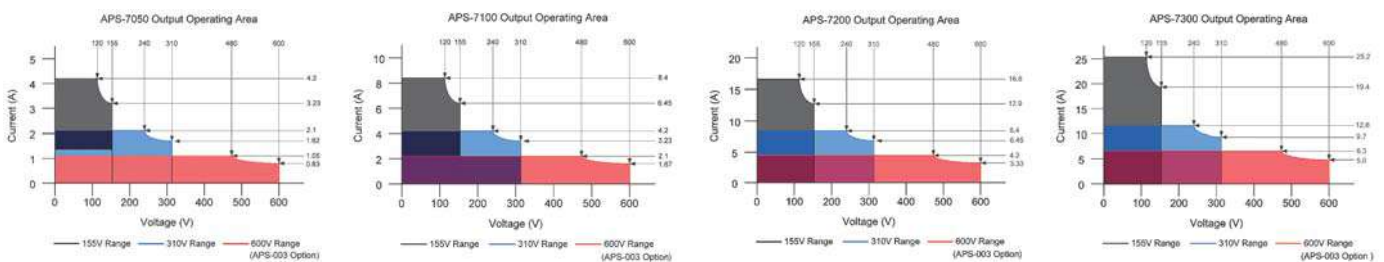 APS-7050 Output Operating Area
120 155 240 310 480 600
5
4
3
2
1
0
Current (A)
4.2
3.23
2.1
1.62
1.05
0.83
0 100 200 300 400 500 600
Voltage (V)
155V Range 310V Range 600V Range
(APS-003 Option)
APS-7100 Output Operating Area
120 155 240 310 480 600
10
8
6
4
2
0
Current (A)
8.4
6.45
4.2
3.23
2.1
1.67
0 100 200 300 400 500 600
Voltage (V)
155V Range 310V Range 600V Range
(APS-003 Option)
APS-7200 Output Operating Area
120 155 240 310 480 600
20
15
10
5
0
Current (A)
16.8
12.9
8.4
6.45
4.2
3.33
0 100 200 300 400 500 600
Voltage (V)
155V Range 310V Range 600V Range
(APS-003 Option)
APS-7300 Output Operating Area
120 155 240 310 480 600
25
20
15
10
5
0
Current (A)
25.2
19.4
12.6
9.7
6.3
5.0
0 100 200 300 400 500 600
Voltage (V)
155V Range 310V Range 600V Range
(APS-003 Option )